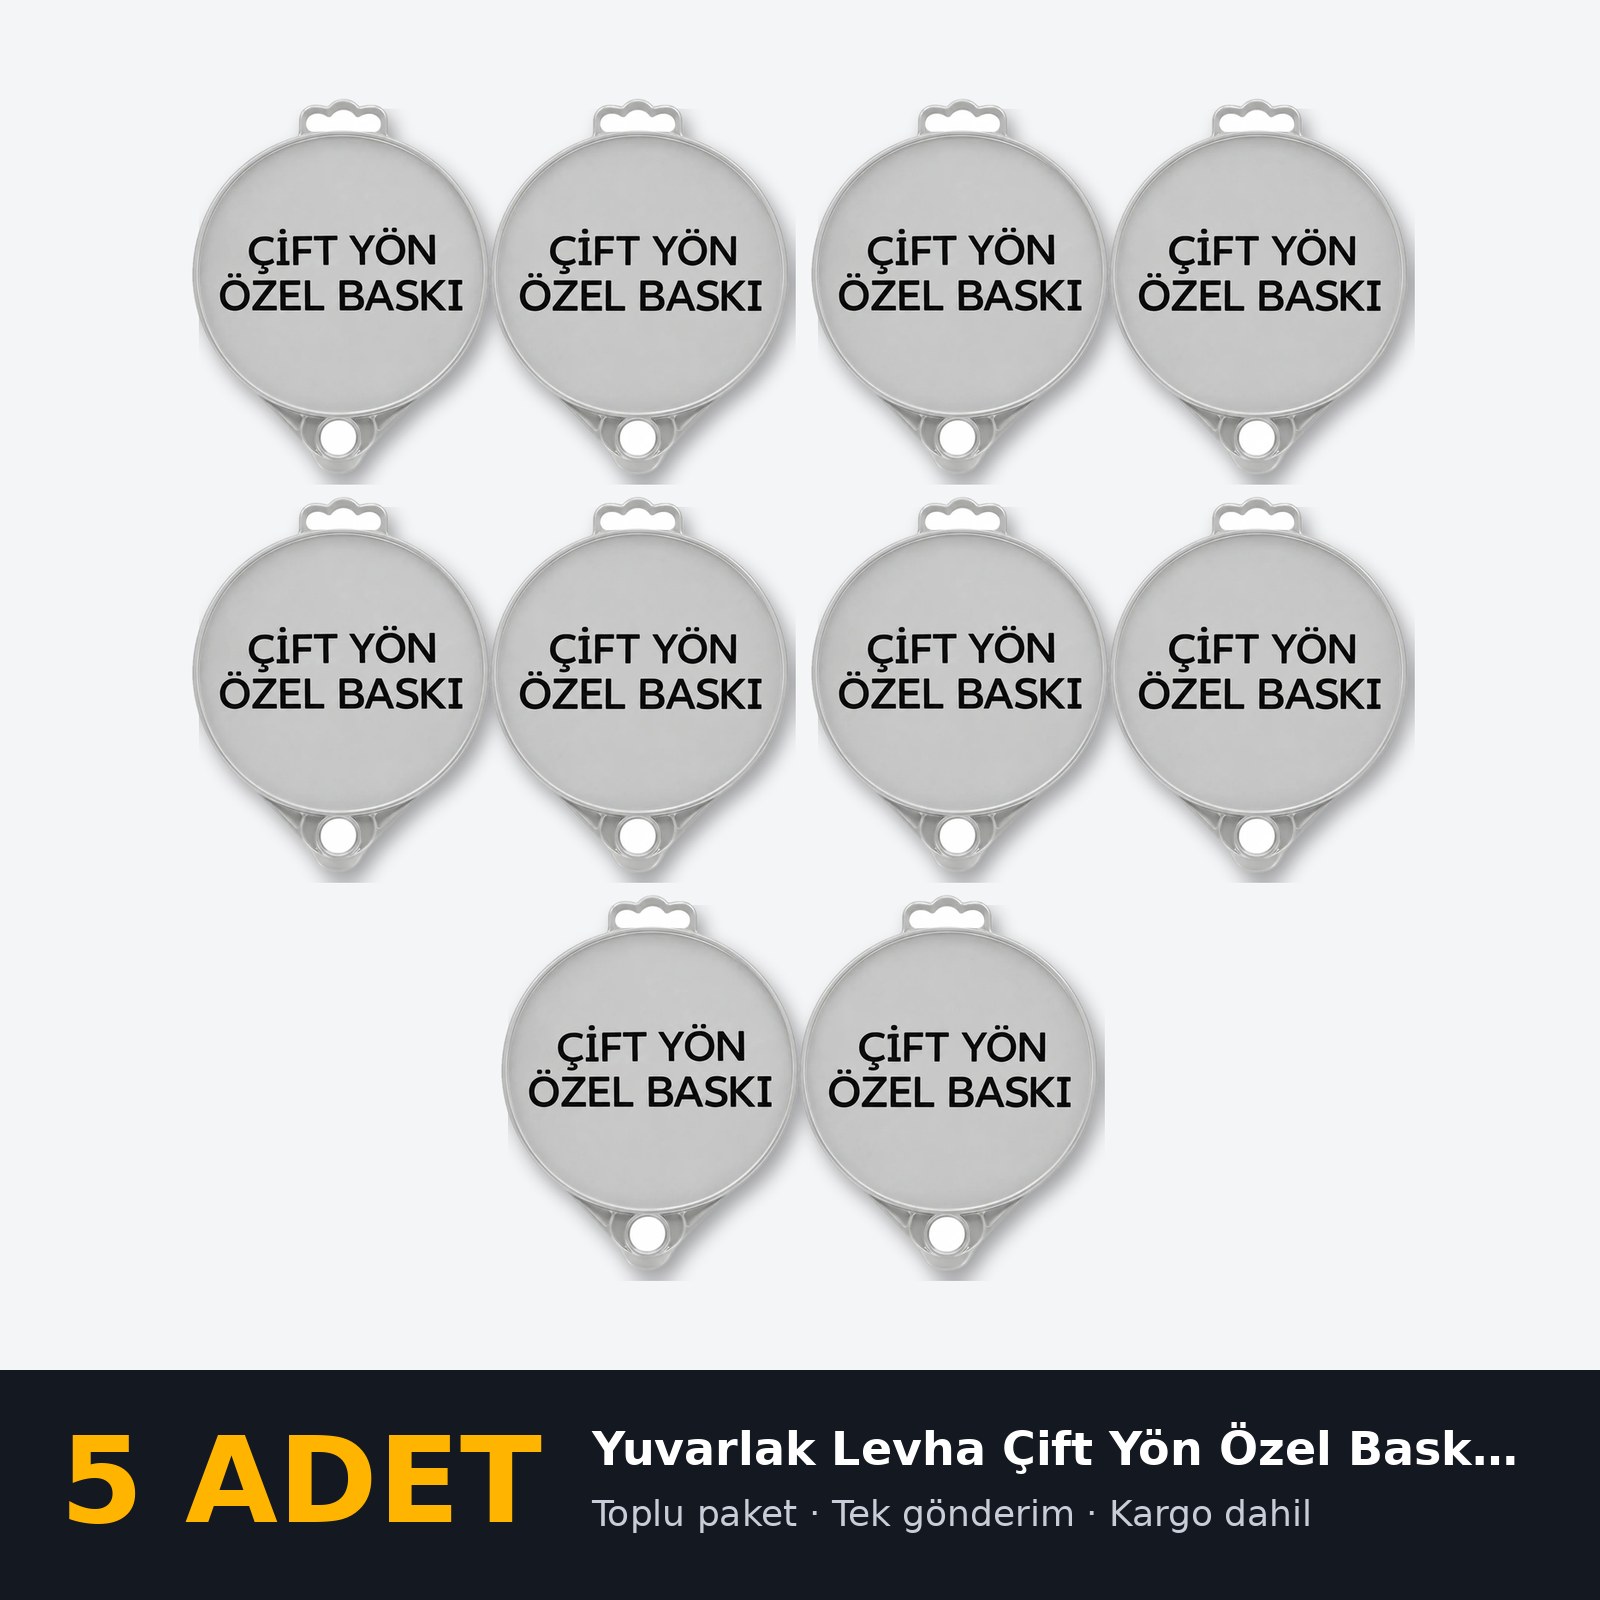 ÇİFT YÖN ÇİFT YÖN ÇİFT YÖN ÇİFT YÖN
ÖZEL BASKI ÖZEL BASKI ÖZEL BASKI ÖZEL BASKI
ÇİFT YÖN ÇİFT YÖN ÇİFT YÖN ÇİFT YÖN
ÖZEL BASKI ÖZEL BASKI ÖZEL BASKI ÖZEL BASKI
ÇİFT YÖN ÇİFT YÖN
ÖZEL BASKI ÖZEL BASKI
5 ADET
Yuvarlak Levha Çift Yön Özel Bask…
Toplu paket · Tek gönderim · Kargo dahil